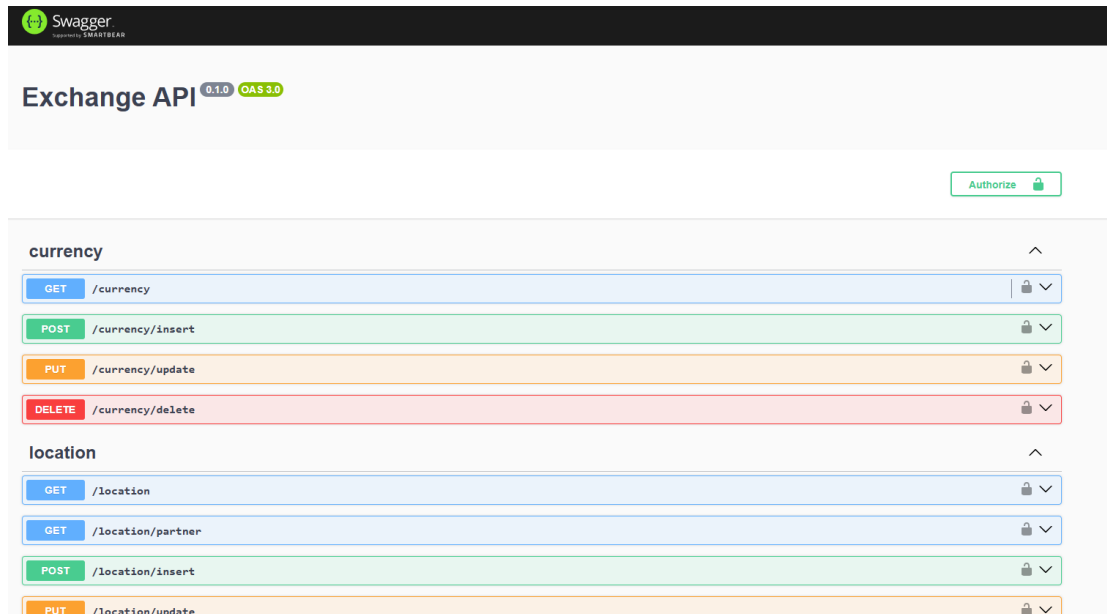 Swagger.
Supported by SMARTBEAR
Exchange API 0.1.0 OAS 3.0
Authorize
currency
GET /currency
POST /currency/insert
PUT /currency/update
DELETE /currency/delete
location
GET /location
GET /location/partner
POST /location/insert
PUT /location/update